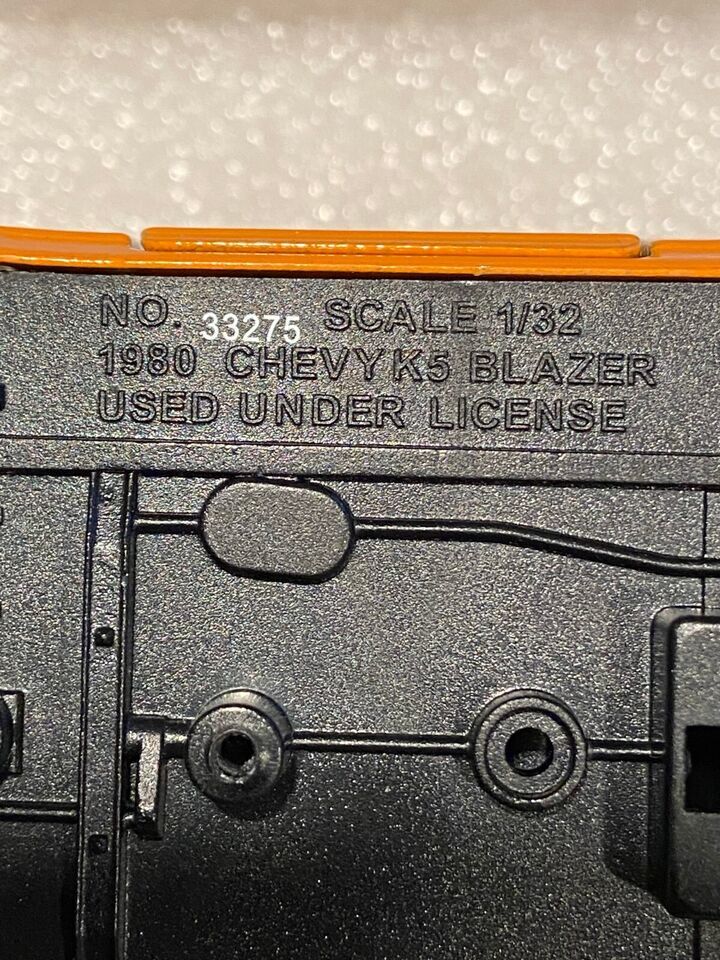 NO. 33275 SCALE 1/32
1980 CHEVY K5 BLAZER
USED UNDER LICENSE